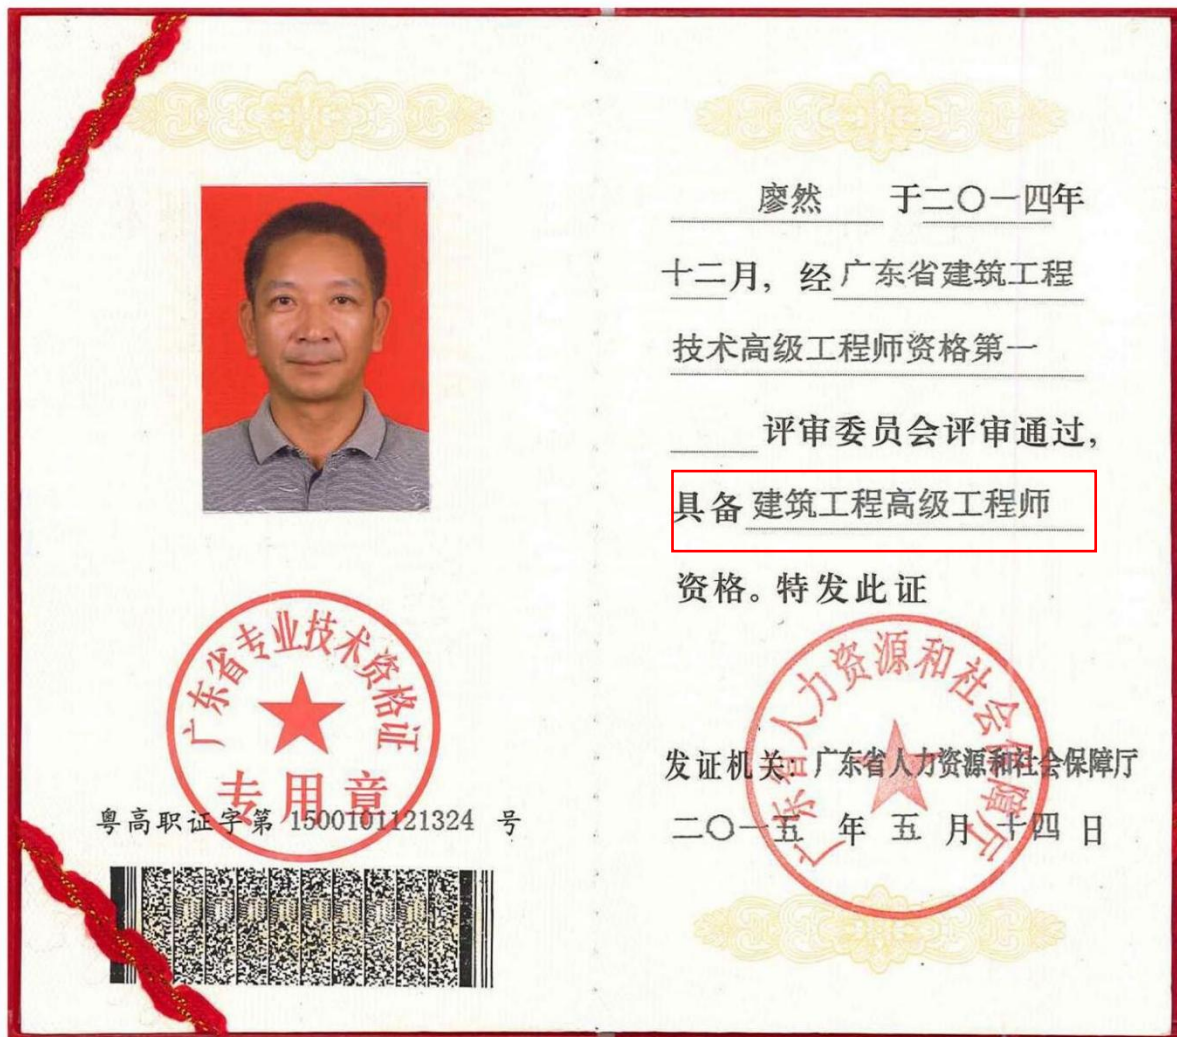 广东省专业技术资格证
专用章
粤高职证字第 1500101121324 号
廖然 于二〇一四年
十二月，经广东省建筑工程
技术高级工程师资格第一
评审委员会评审通过，
具备建筑工程高级工程师
资格。特发此证
广东省人力资源和社会保障厅
发证机关：广东省人力资源和社会保障厅
二〇一五 年 五 月 十四 日